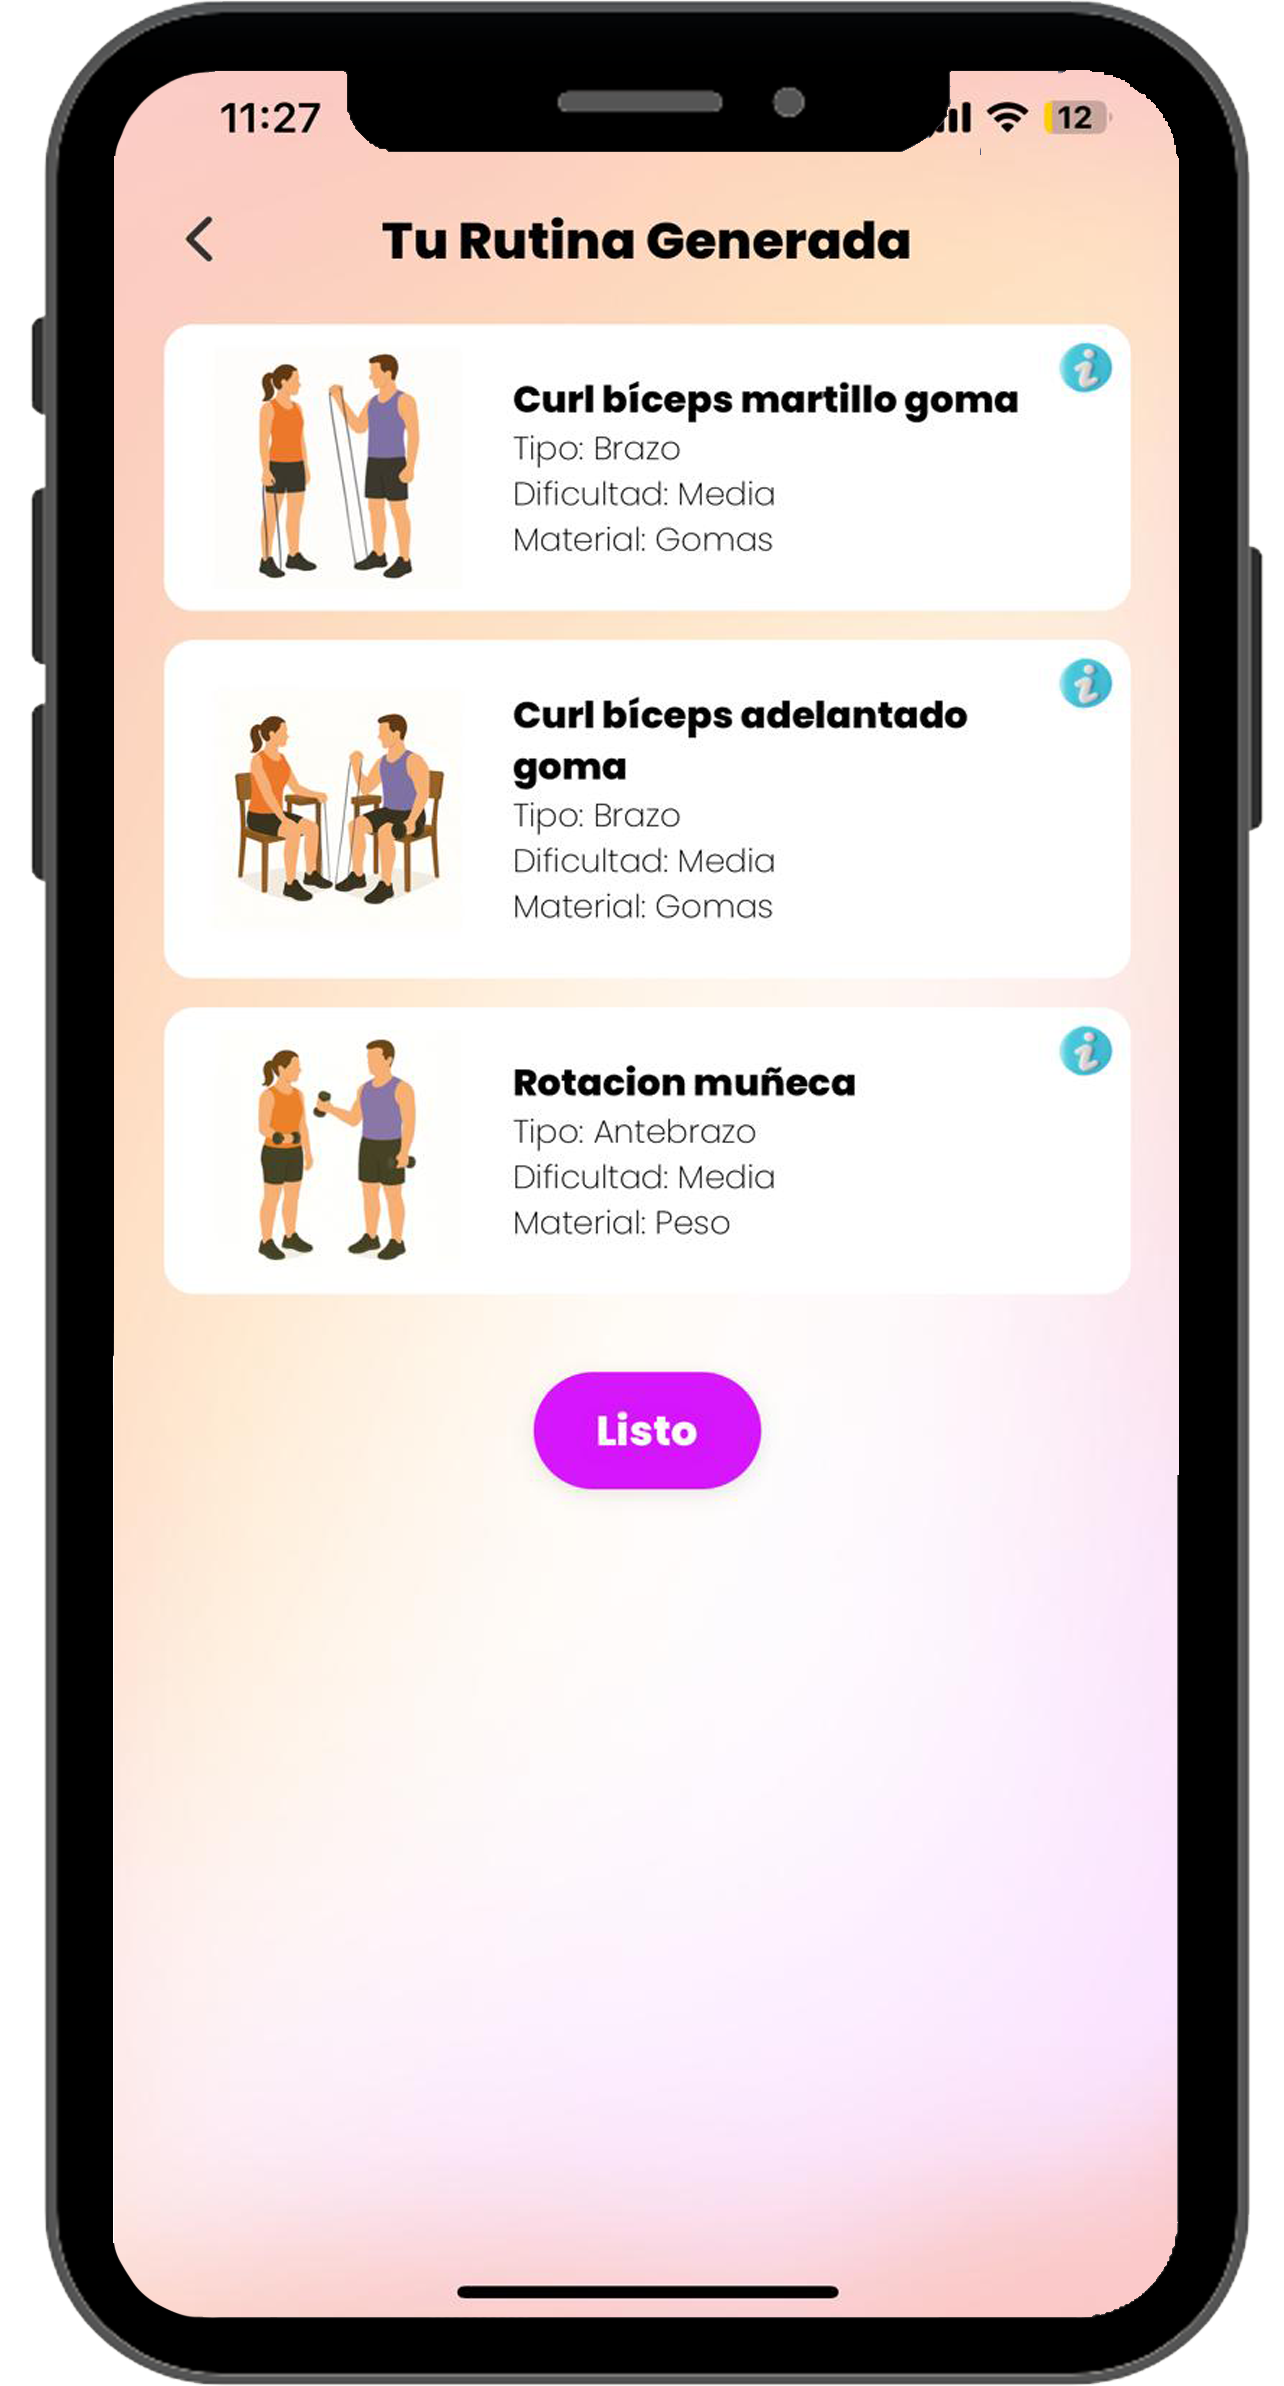 11:27
12
Tu Rutina Generada
Curl bíceps martillo goma
Tipo: Brazo
Dificultad: Media
Material: Gomas
Curl bíceps adelantado
goma
Tipo: Brazo
Dificultad: Media
Material: Gomas
Rotacion muñeca
Tipo: Antebrazo
Dificultad: Media
Material: Peso
Listo